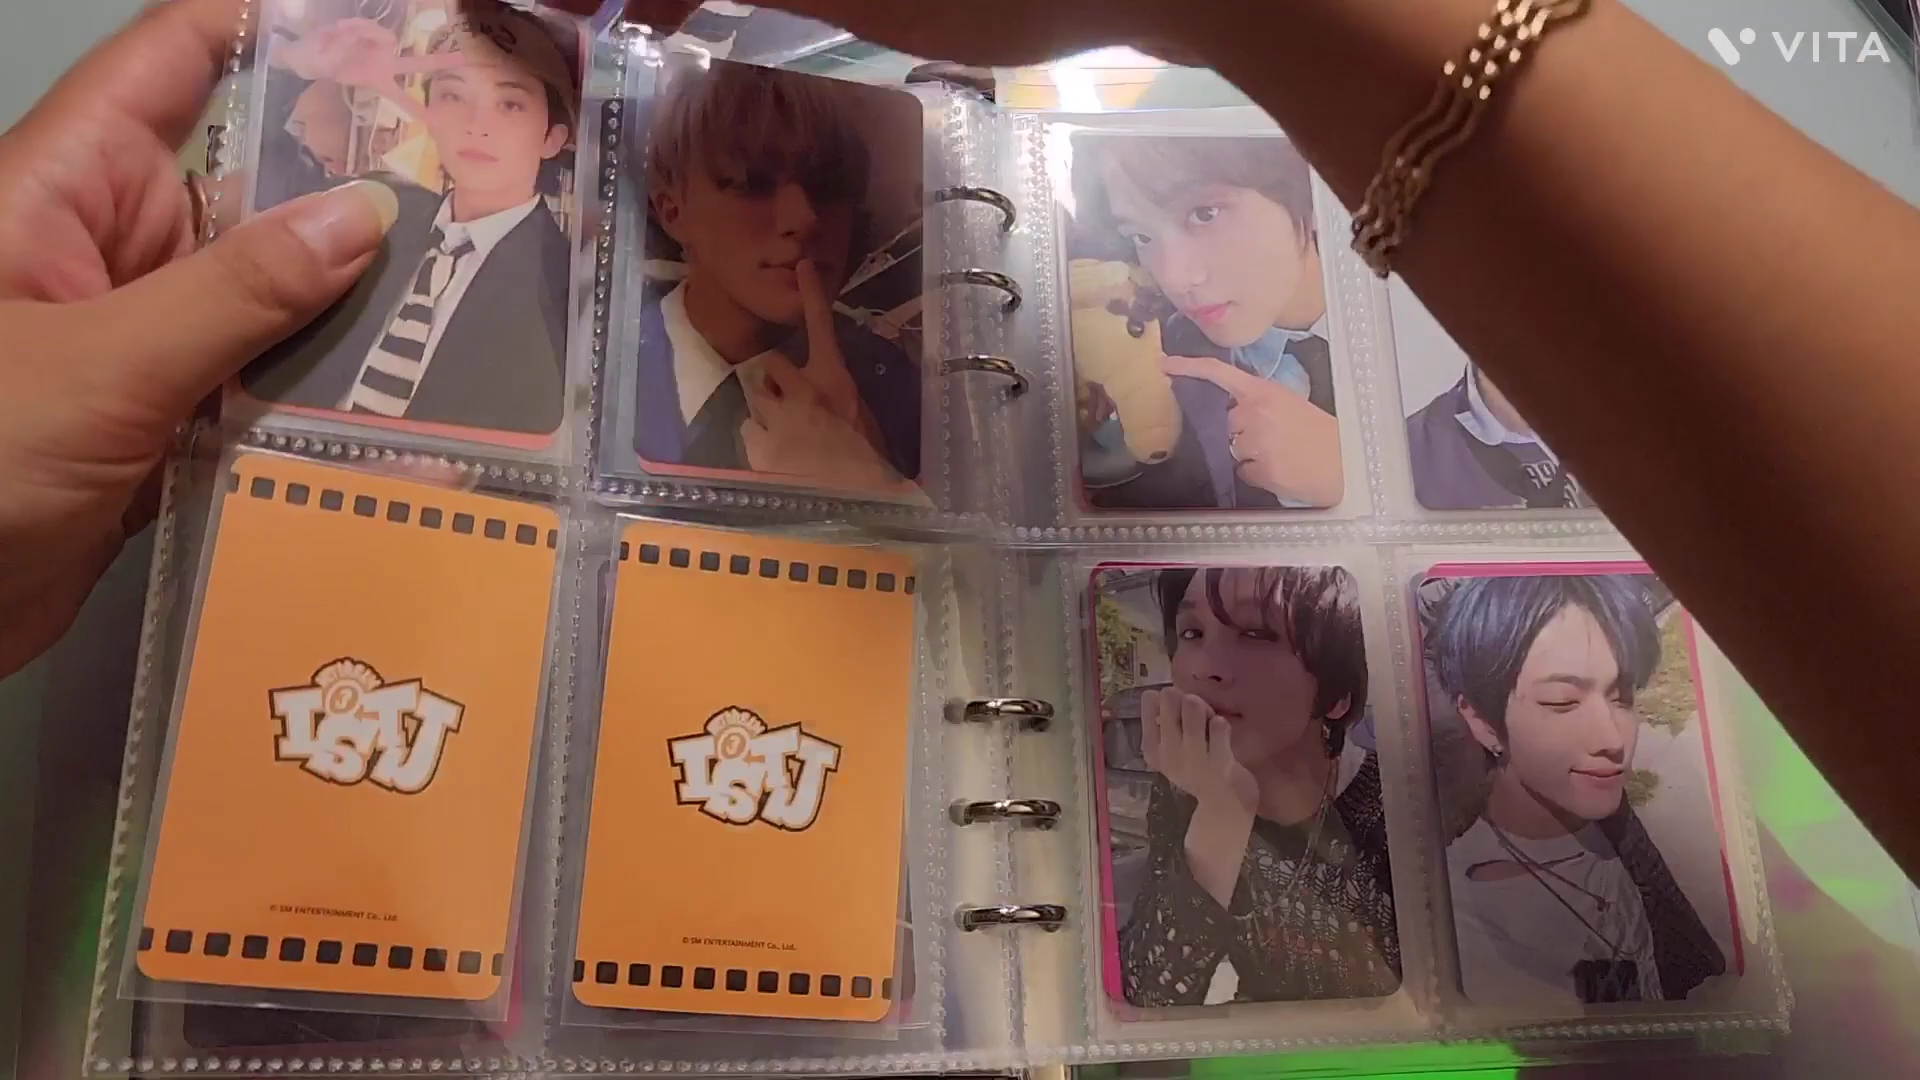 VITA
ISTJ
ISTJ
© SM ENTERTAINMENT Co., Ltd.
© SM ENTERTAINMENT Co., Ltd.